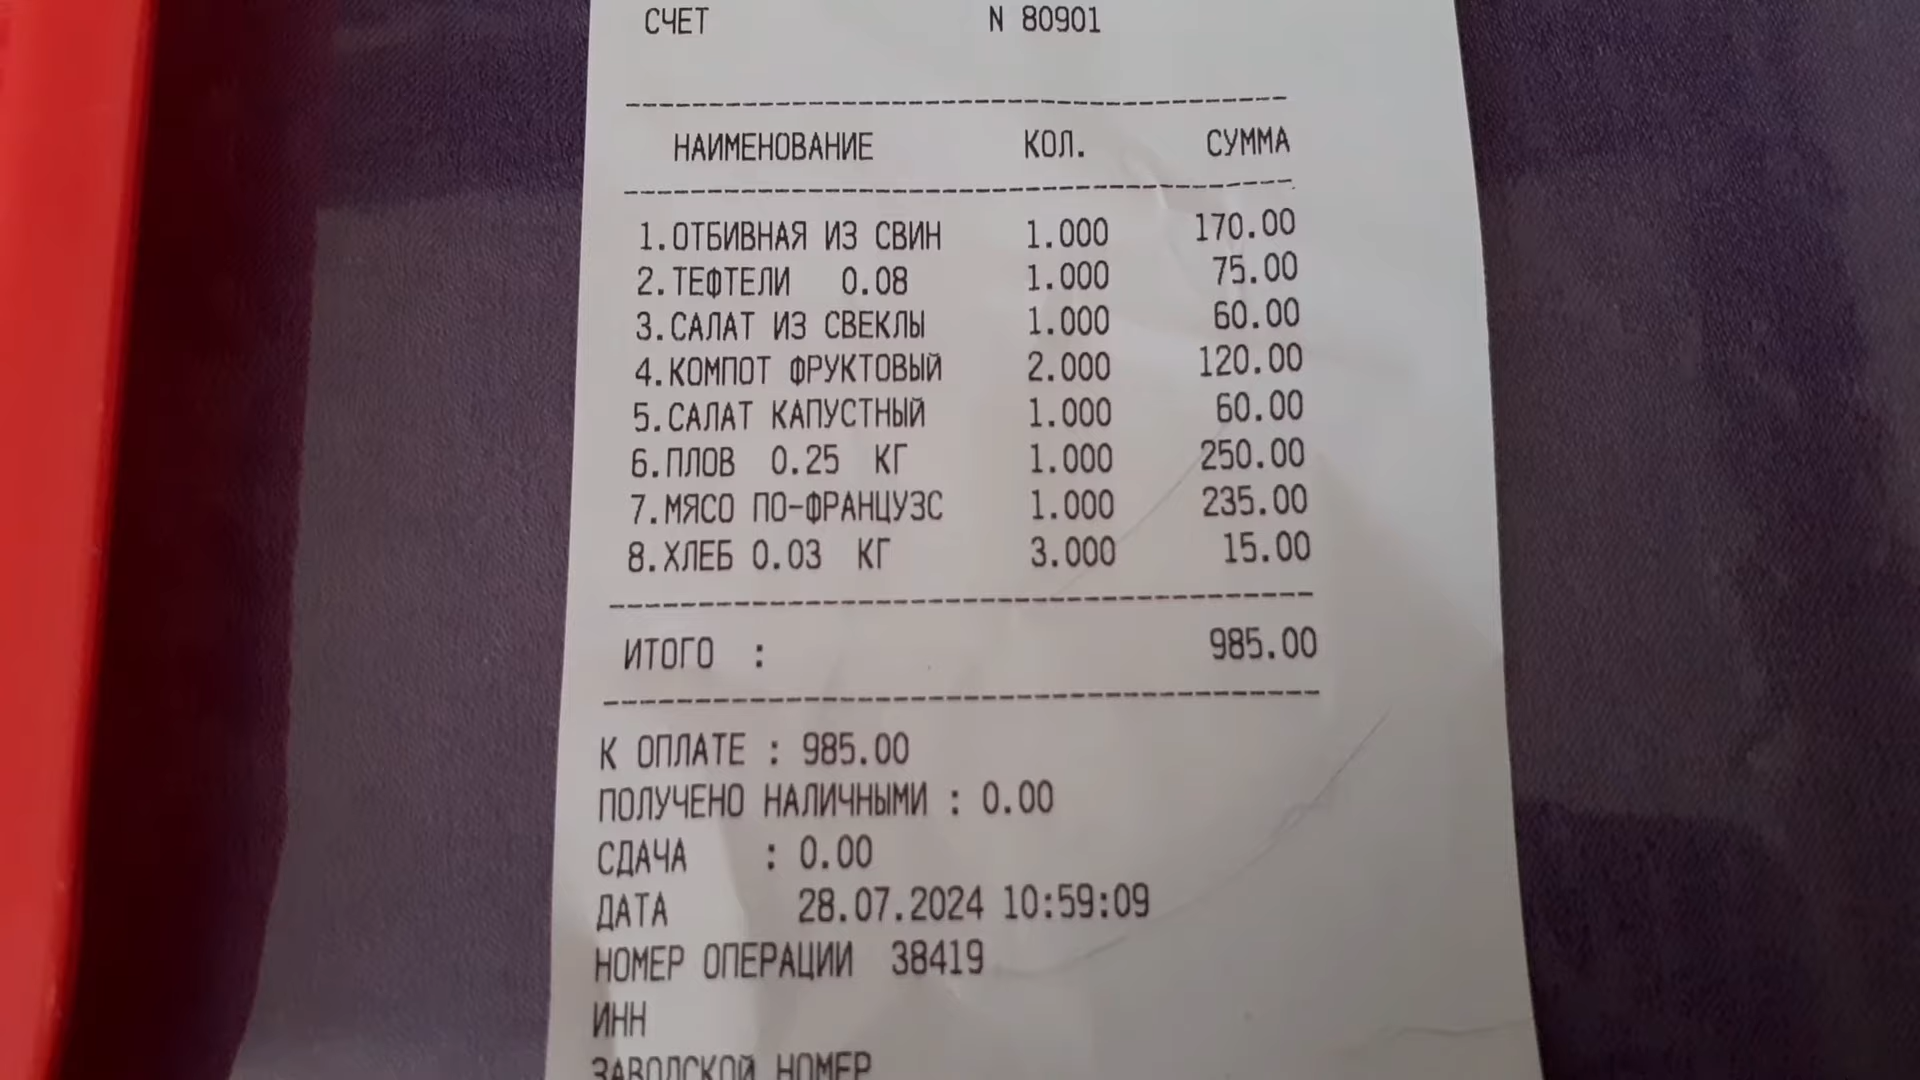 СЧЕТ N 80901
НАИМЕНОВАНИЕ КОЛ. СУММА
1.ОТБИВНАЯ ИЗ СВИН 1.000 170.00
2.ТЕФТЕЛИ 0.08 1.000 75.00
3.САЛАТ ИЗ СВЕКЛЫ 1.000 60.00
4.КОМПОТ ФРУКТОВЫЙ 2.000 120.00
5.САЛАТ КАПУСТНЫЙ 1.000 60.00
6.ПЛОВ 0.25 КГ 1.000 250.00
7.МЯСО ПО-ФРАНЦУЗС 1.000 235.00
8.ХЛЕБ 0.03 КГ 3.000 15.00
ИТОГО : 985.00
К ОПЛАТЕ : 985.00
ПОЛУЧЕНО НАЛИЧНЫМИ : 0.00
СДАЧА : 0.00
ДАТА 28.07.2024 10:59:09
НОМЕР ОПЕРАЦИИ 38419
ИНН
ЗАВОДСКОЙ НОМЕР